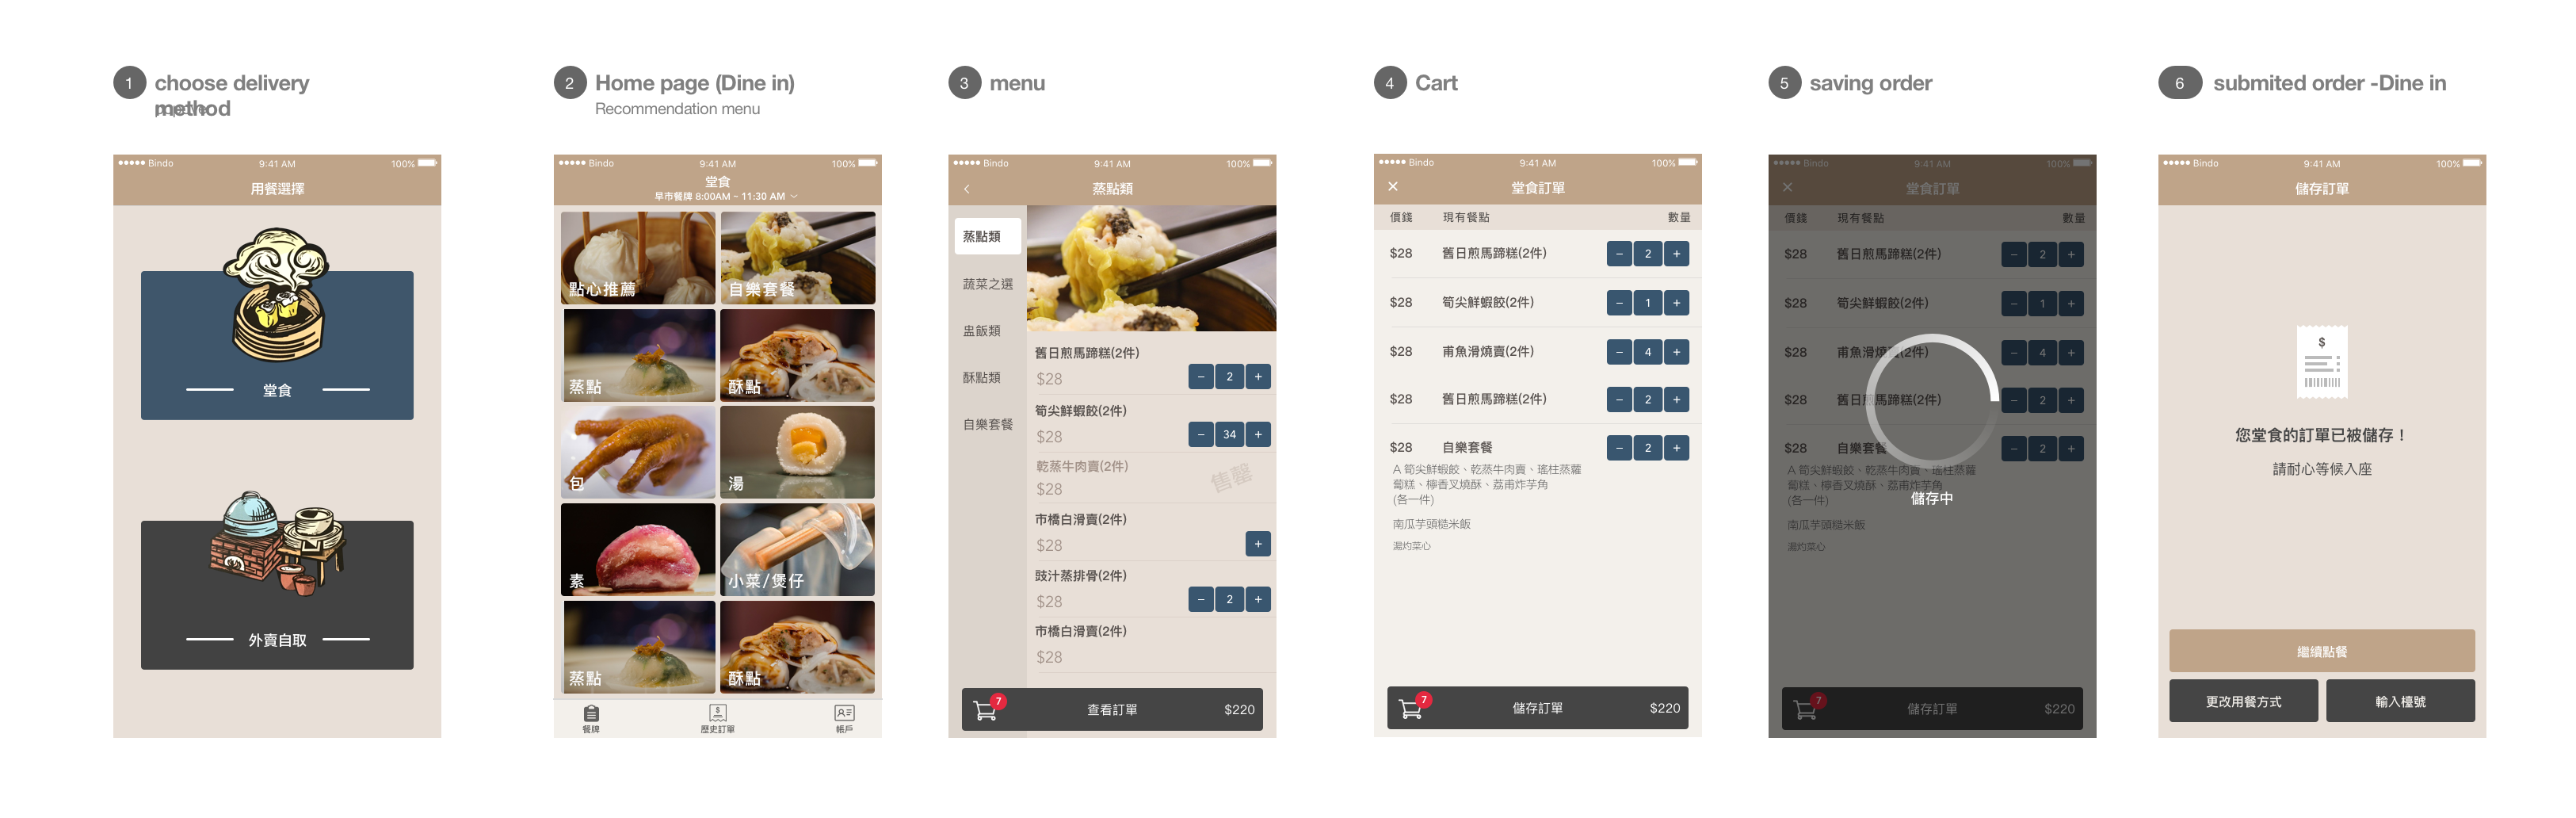 1 choose delivery
method
●●●●● Bindo 9:41 AM 100%
用餐選擇
堂食
外賣自取
2 Home page (Dine in)
Recommendation menu
●●●●● Bindo 9:41 AM 100%
堂食
早市餐牌 8:00AM ~ 11:30 AM
點心推薦 自樂套餐
蒸點 酥點
包 湯
素 小菜/煲仔
蒸點 酥點
餐牌 歷史訂單 帳戶
3 menu
●●●●● Bindo 9:41 AM 100%
< 蒸點類
蒸點類
蔬菜之選
盅飯類
酥點類
自樂套餐
舊日煎馬蹄糕(2件)
$28 − 2 +
筍尖鮮蝦餃(2件)
$28 − 34 +
乾蒸牛肉賣(2件)
$28 售罄
市橋白滑賣(2件)
$28 +
豉汁蒸排骨(2件)
$28 − 2 +
市橋白滑賣(2件)
$28
7 查看訂單 $220
4 Cart
●●●●● Bindo 9:41 AM 100%
× 堂食訂單
價錢 現有餐點 數量
$28 舊日煎馬蹄糕(2件) − 2 +
$28 筍尖鮮蝦餃(2件) − 1 +
$28 甫魚滑燒賣(2件) − 4 +
$28 舊日煎馬蹄糕(2件) − 2 +
$28 自樂套餐 − 2 +
A 筍尖鮮蝦餃、乾蒸牛肉賣、瑤柱蒸蘿
蔔糕、檸香叉燒酥、荔甫炸芋角
(各一件)
南瓜芋頭糙米飯
湯灼菜心
7 儲存訂單 $220
5 saving order
●●●●● Bindo 9:41 AM 100%
× 堂食訂單
價錢 現有餐點 數量
$28 舊日煎馬蹄糕(2件) − 2 +
$28 筍尖鮮蝦餃(2件) − 1 +
$28 甫魚滑燒賣(2件) − 4 +
$28 舊日煎馬蹄糕(2件) − 2 +
$28 自樂套餐 − 2 +
A 筍尖鮮蝦餃、乾蒸牛肉賣、瑤柱蒸蘿
蔔糕、檸香叉燒酥、荔甫炸芋角
(各一件)
儲存中
南瓜芋頭糙米飯
湯灼菜心
7 儲存訂單 $220
6 submited order -Dine in
●●●●● Bindo 9:41 AM 100%
儲存訂單
$
您堂食的訂單已被儲存！
請耐心等候入座
繼續點餐
更改用餐方式 輸入檯號